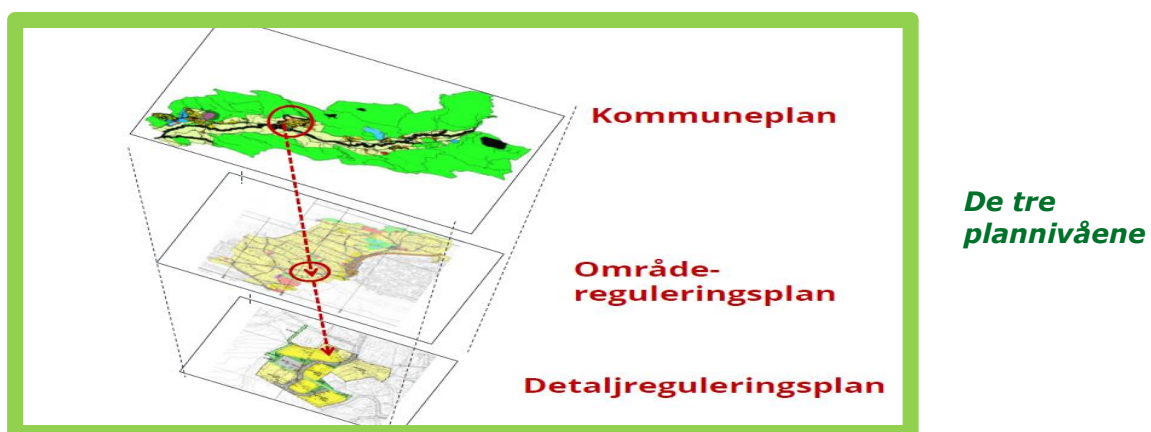 Kommuneplan
Område-
reguleringsplan
Detaljreguleringsplan
De tre
plannivåene